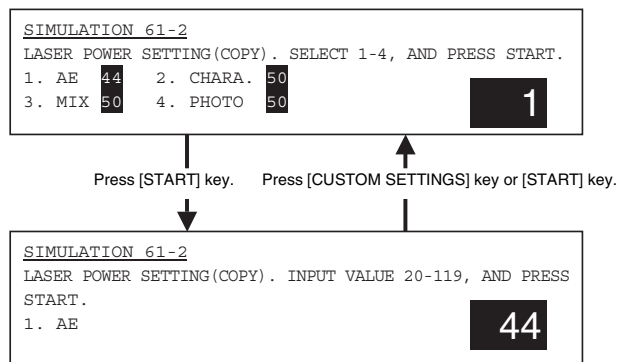 SIMULATION 61-2
LASER POWER SETTING(COPY). SELECT 1-4, AND PRESS START.
1. AE 44 2. CHARA. 50
3. MIX 50 4. PHOTO 50
1
Press [START] key. Press [CUSTOM SETTINGS] key or [START] key.
SIMULATION 61-2
LASER POWER SETTING(COPY). INPUT VALUE 20-119, AND PRESS
START.
1. AE
44